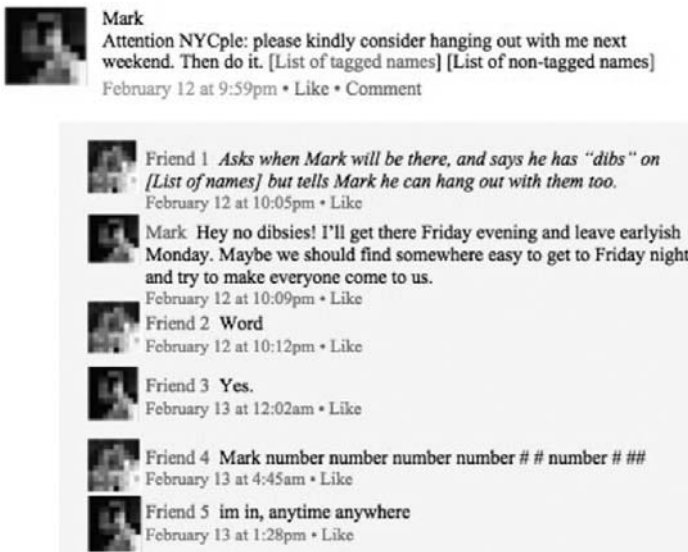 Mark
Attention NYCple: please kindly consider hanging out with me next
weekend. Then do it. [List of tagged names] [List of non-tagged names]
February 12 at 9:59pm • Like • Comment
Friend 1 Asks when Mark will be there, and says he has "dibs" on
[List of names] but tells Mark he can hang out with them too.
February 12 at 10:05pm • Like
Mark Hey no dibsies! I'll get there Friday evening and leave earlyish
Monday. Maybe we should find somewhere easy to get to Friday night
and try to make everyone come to us.
February 12 at 10:09pm • Like
Friend 2 Word
February 12 at 10:12pm • Like
Friend 3 Yes.
February 13 at 12:02am • Like
Friend 4 Mark number number number number # # number # ##
February 13 at 4:45am • Like
Friend 5 im in, anytime anywhere
February 13 at 1:28pm • Like